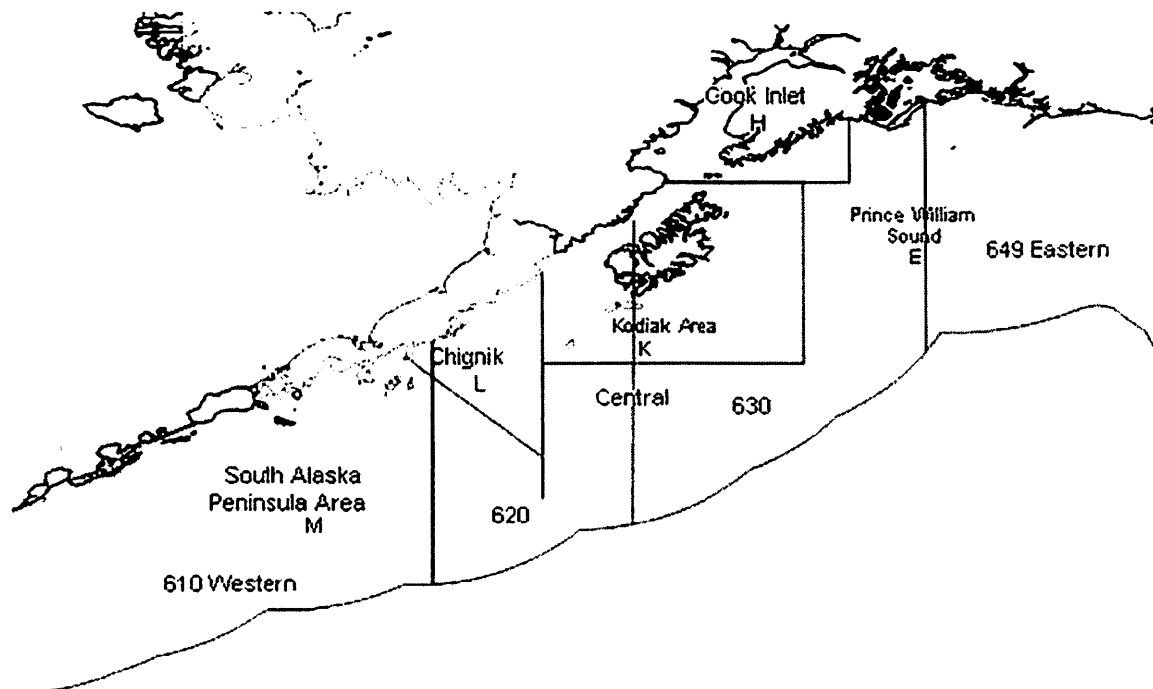 Cook Inlet
H
Prince William
Sound
E
649 Eastern
Kodiak Area
K
Chignik
L
Central
630
South Alaska
Peninsula Area
M
620
610 Western